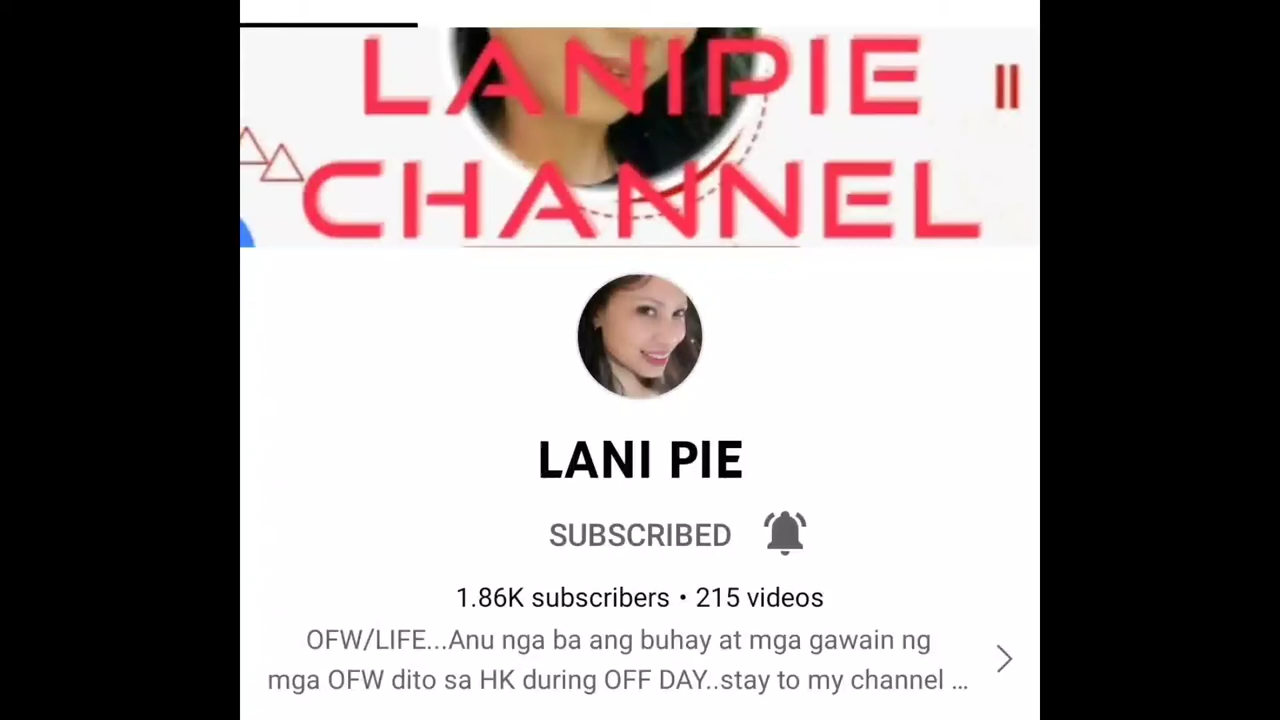 LANIPIE
CHANNEL
LANI PIE
SUBSCRIBED
1.86K subscribers • 215 videos
OFW/LIFE...Anu nga ba ang buhay at mga gawain ng
mga OFW dito sa HK during OFF DAY..stay to my channel ...